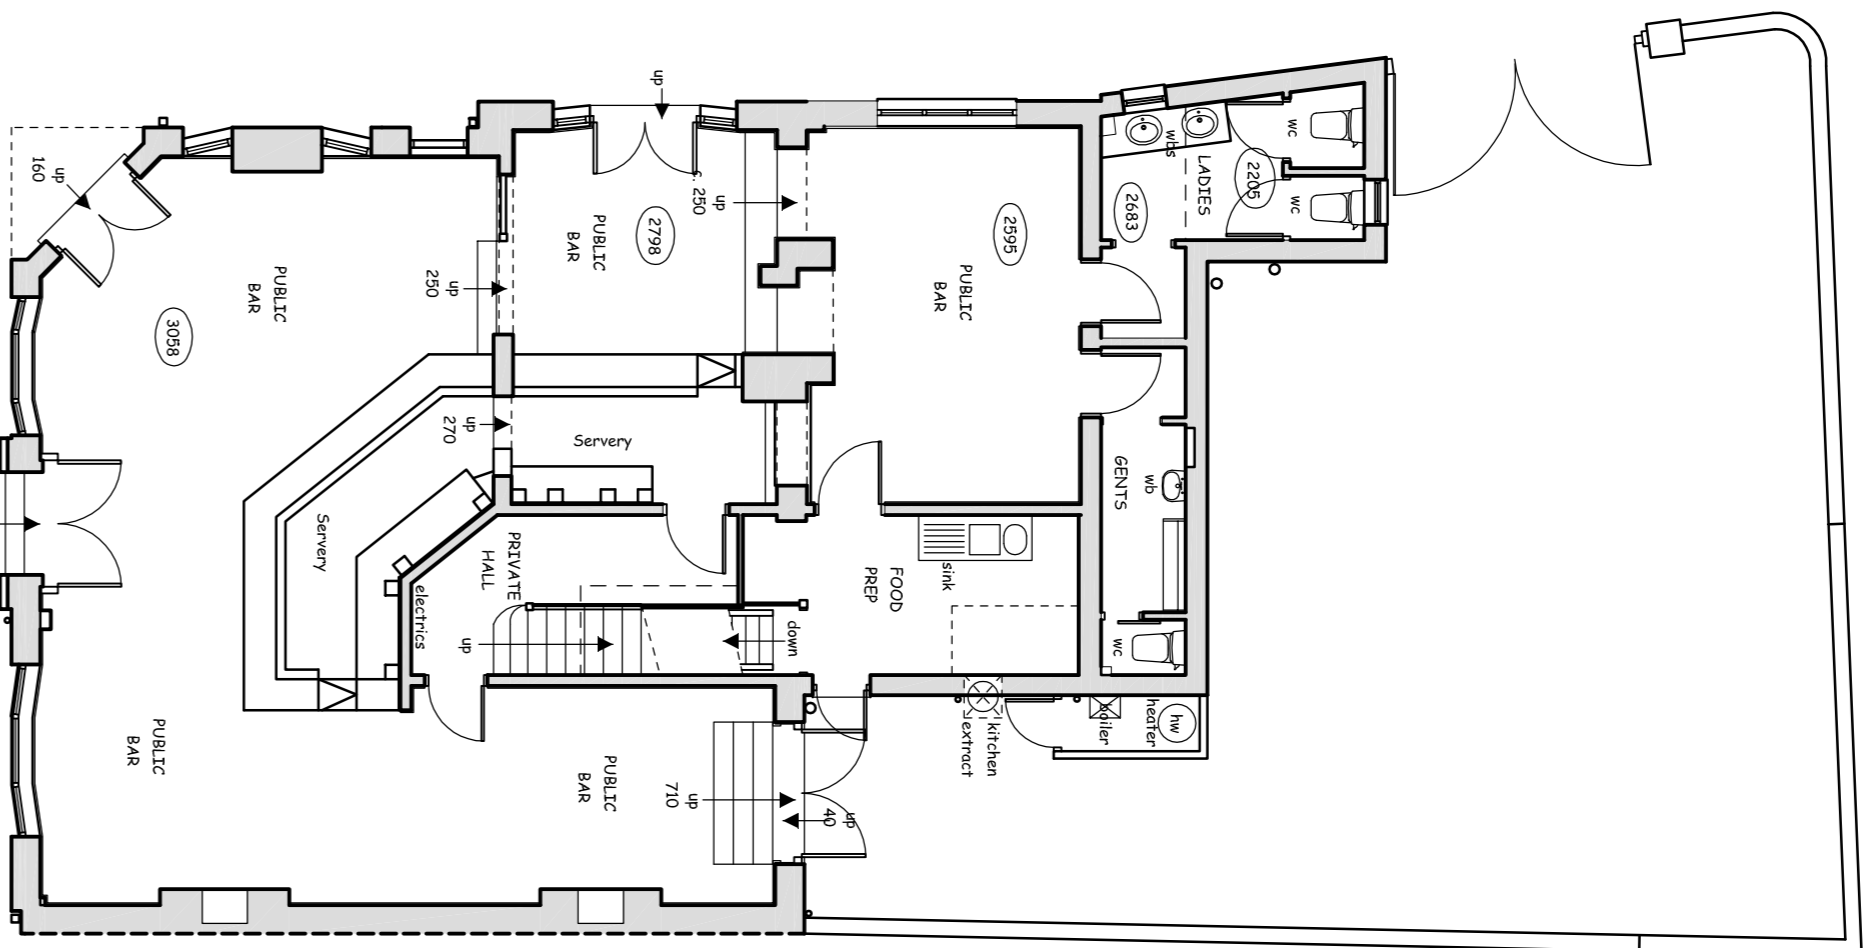 up
160
up
PUBLIC
BAR
3058
up
250
PUBLIC
BAR
2798
c. 250
up
PUBLIC
BAR
2595
wbs
LADIES
2205
2683
wc
wc
up
270
Servery
Servery
PRIVATE
HALL
electrics
up
down
FOOD
PREP
sink
GENTS
wb
wc
kitchen
extract
boiler
heater
hw
PUBLIC
BAR
PUBLIC
BAR
up
710
up
40